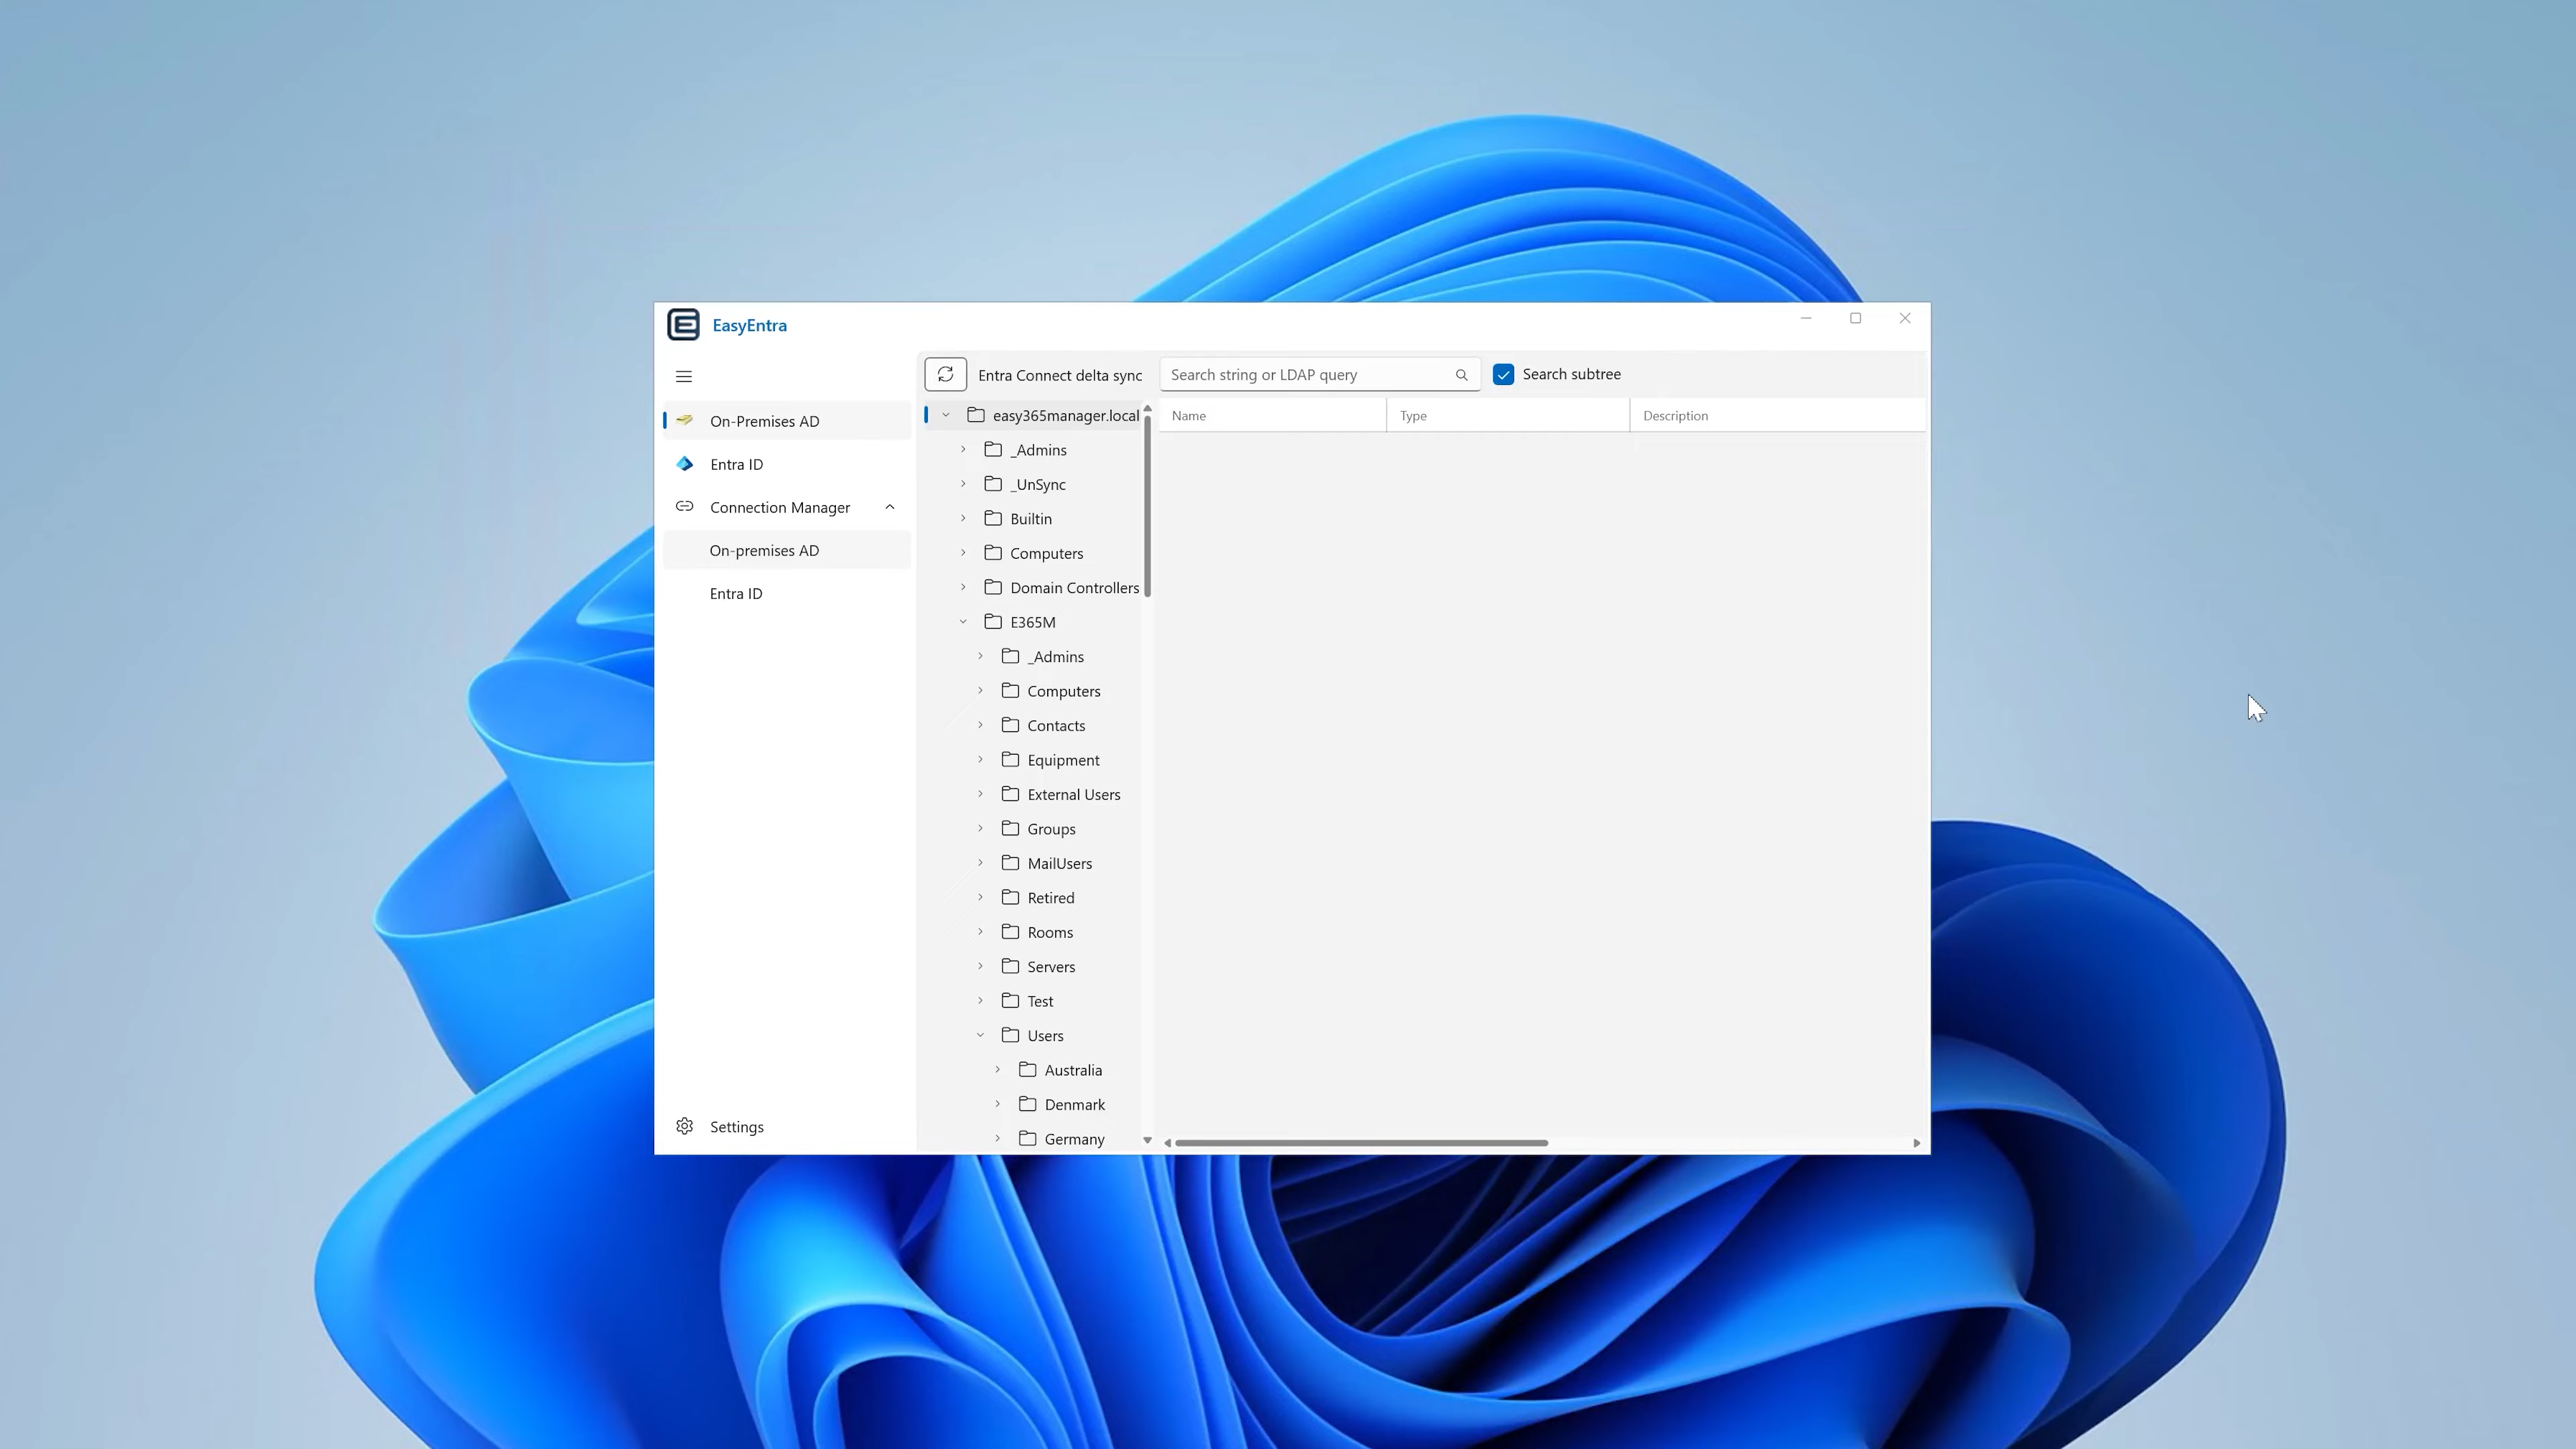 EasyEntra
Entra Connect delta sync
Search string or LDAP query
Search subtree
On-Premises AD
Entra ID
Connection Manager
On-premises AD
Entra ID
Settings
easy365manager.local
_Admins
_UnSync
Builtin
Computers
Domain Controllers
E365M
_Admins
Computers
Contacts
Equipment
External Users
Groups
MailUsers
Retired
Rooms
Servers
Test
Users
Australia
Denmark
Germany
Name
Type
Description